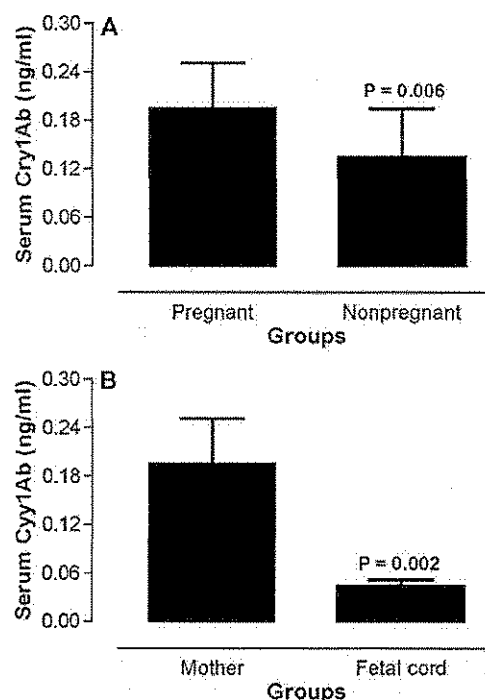 A
Serum Cry1Ab (ng/ml)
0.30
0.24
0.18
0.12
0.06
0.00
P = 0.006
Pregnant Nonpregnant
Groups
B
Serum Cyy1Ab (ng/ml)
0.30
0.24
0.18
0.12
0.06
0.00
P = 0.002
Mother Fetal cord
Groups